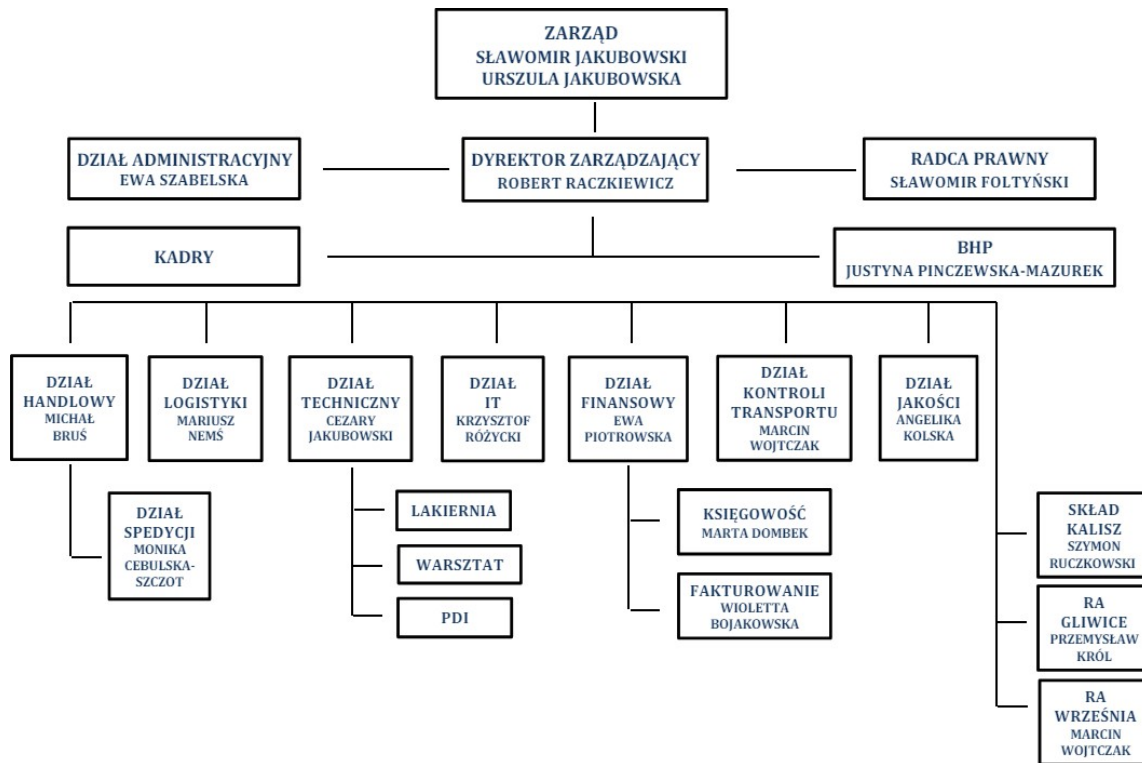 ZARZĄD
SŁAWOMIR JAKUBOWSKI
URSZULA JAKUBOWSKA
DZIAŁ ADMINISTRACYJNY
EWA SZABELSKA
DYREKTOR ZARZĄDZAJĄCY
ROBERT RACZKIEWICZ
RADCA PRAWNY
SŁAWOMIR FOLTYŃSKI
KADRY
BHP
JUSTYNA PINCZEWSKA-MAZUREK
DZIAŁ
HANDLOWY
MICHAŁ
BRUŚ
DZIAŁ
LOGISTYKI
MARIUSZ
NEMŚ
DZIAŁ
TECHNICZNY
CEZARY
JAKUBOWSKI
DZIAŁ
IT
KRZYSZTOF
RÓŻYCKI
DZIAŁ
FINANSOWY
EWA
PIOTROWSKA
DZIAŁ
KONTROLI
TRANSPORTU
MARCIN
WOJTCZAK
DZIAŁ
JAKOŚCI
ANGELIKA
KOLSKA
DZIAŁ
SPEDYCJI
MONIKA
CEBULSKA-
SZCZOT
LAKIERNIA
WARSZTAT
PDI
KSIĘGOWOŚĆ
MARTA DOMBEK
FAKTUROWANIE
WIOLETTA
BOJAKOWSKA
SKŁAD
KALISZ
SZYMON
RUCZKOWSKI
RA
GLIWICE
PRZEMYSŁAW
KRÓL
RA
WRZEŚNIA
MARCIN
WOJTCZAK